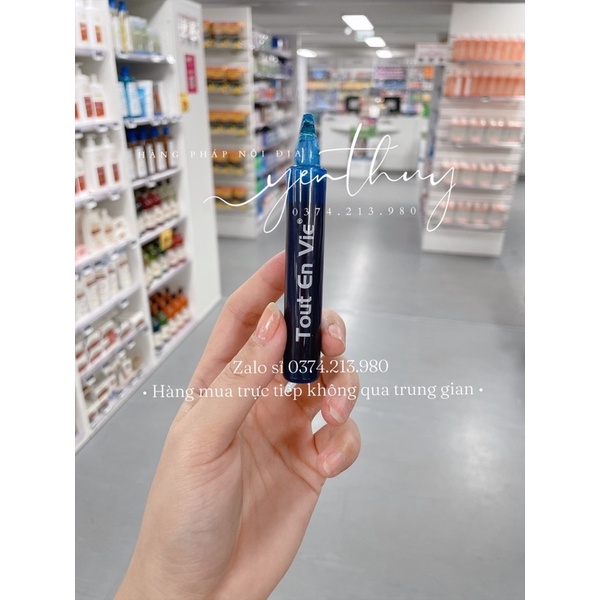 HÀNG PHÁP NỘI ĐỊA
yenthuy
0374.213.980
Tout En Vie®
Zalo sỉ 0374.213.980
• Hàng mua trực tiếp không qua trung gian •